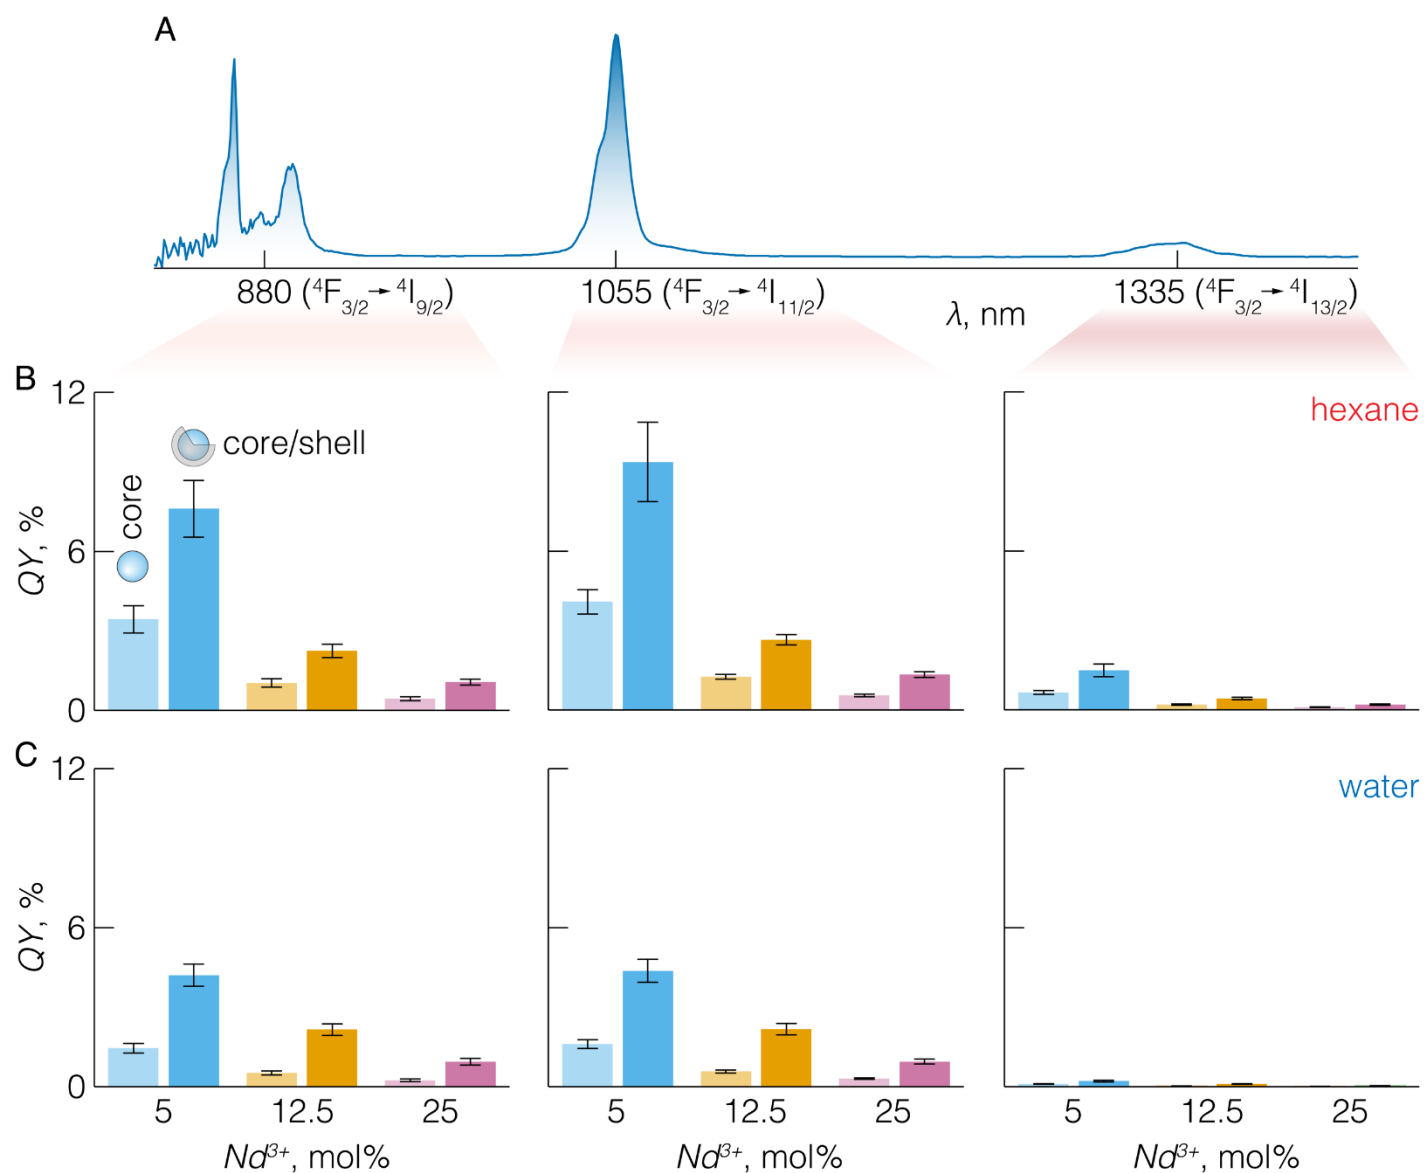 A
880 (⁴F₃/₂→⁴I₉/₂)
1055 (⁴F₃/₂→⁴I₁₁/₂)
1335 (⁴F₃/₂→⁴I₁₃/₂)
λ, nm
B
12
hexane
core/shell
core
QY, %
6
0
C
12
water
QY, %
6
0
5 12.5 25
5 12.5 25
5 12.5 25
Nd³⁺, mol%
Nd³⁺, mol%
Nd³⁺, mol%